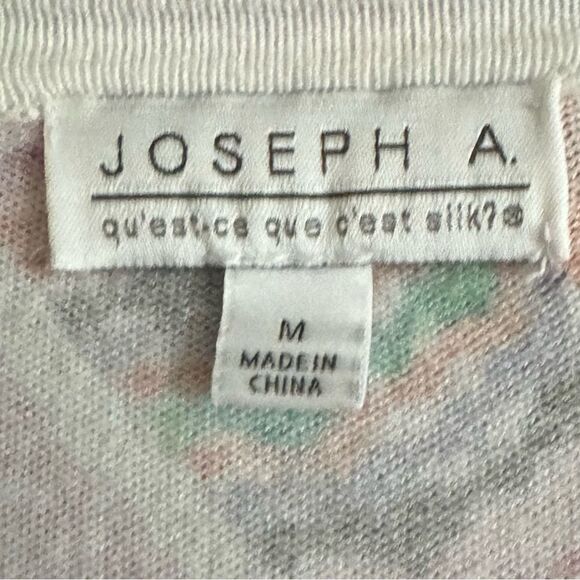 JOSEPH A.
qu'est-ce que c'est silk?®
M
MADE IN
CHINA